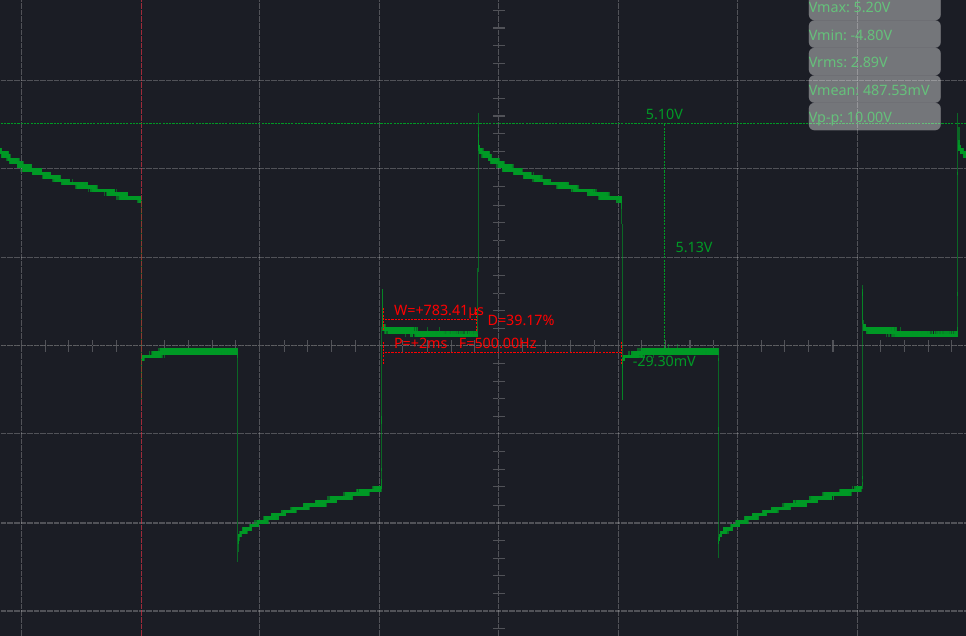 Vmax: 5.20V
Vmin: -4.80V
Vrms: 2.89V
Vmean: 487.53mV
Vp-p: 10.00V
5.10V
5.13V
W=+783.41µs
D=39.17%
P=+2ms F=500.00Hz
-29.30mV